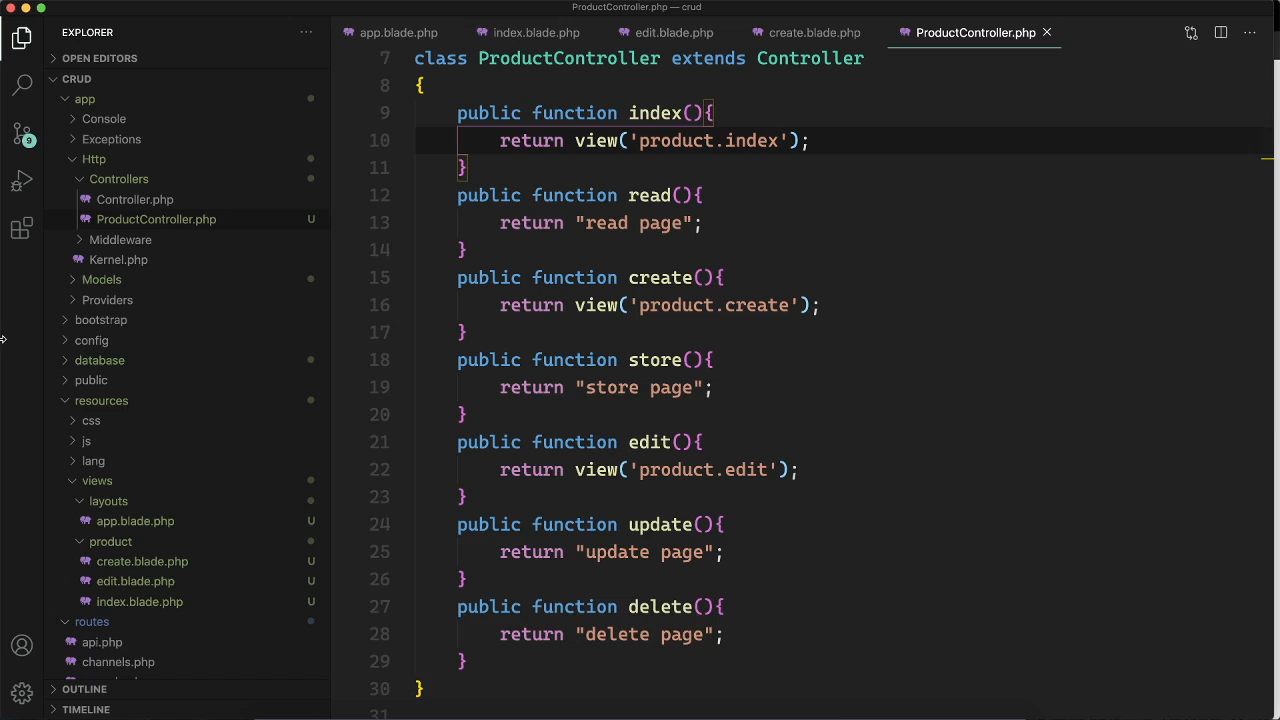 ProductController.php — crud
EXPLORER
OPEN EDITORS
CRUD
app
Console
Exceptions
Http
Controllers
Controller.php
ProductController.php U
Middleware
Kernel.php
Models
Providers
bootstrap
config
database
public
resources
css
js
lang
views
layouts
app.blade.php U
product
create.blade.php U
edit.blade.php U
index.blade.php U
routes
api.php
channels.php
OUTLINE
TIMELINE
9
app.blade.php index.blade.php edit.blade.php create.blade.php ProductController.php
7 class ProductController extends Controller
8 {
9 public function index(){
10 return view('product.index');
11 }
12 public function read(){
13 return "read page";
14 }
15 public function create(){
16 return view('product.create');
17 }
18 public function store(){
19 return "store page";
20 }
21 public function edit(){
22 return view('product.edit');
23 }
24 public function update(){
25 return "update page";
26 }
27 public function delete(){
28 return "delete page";
29 }
30 }
31